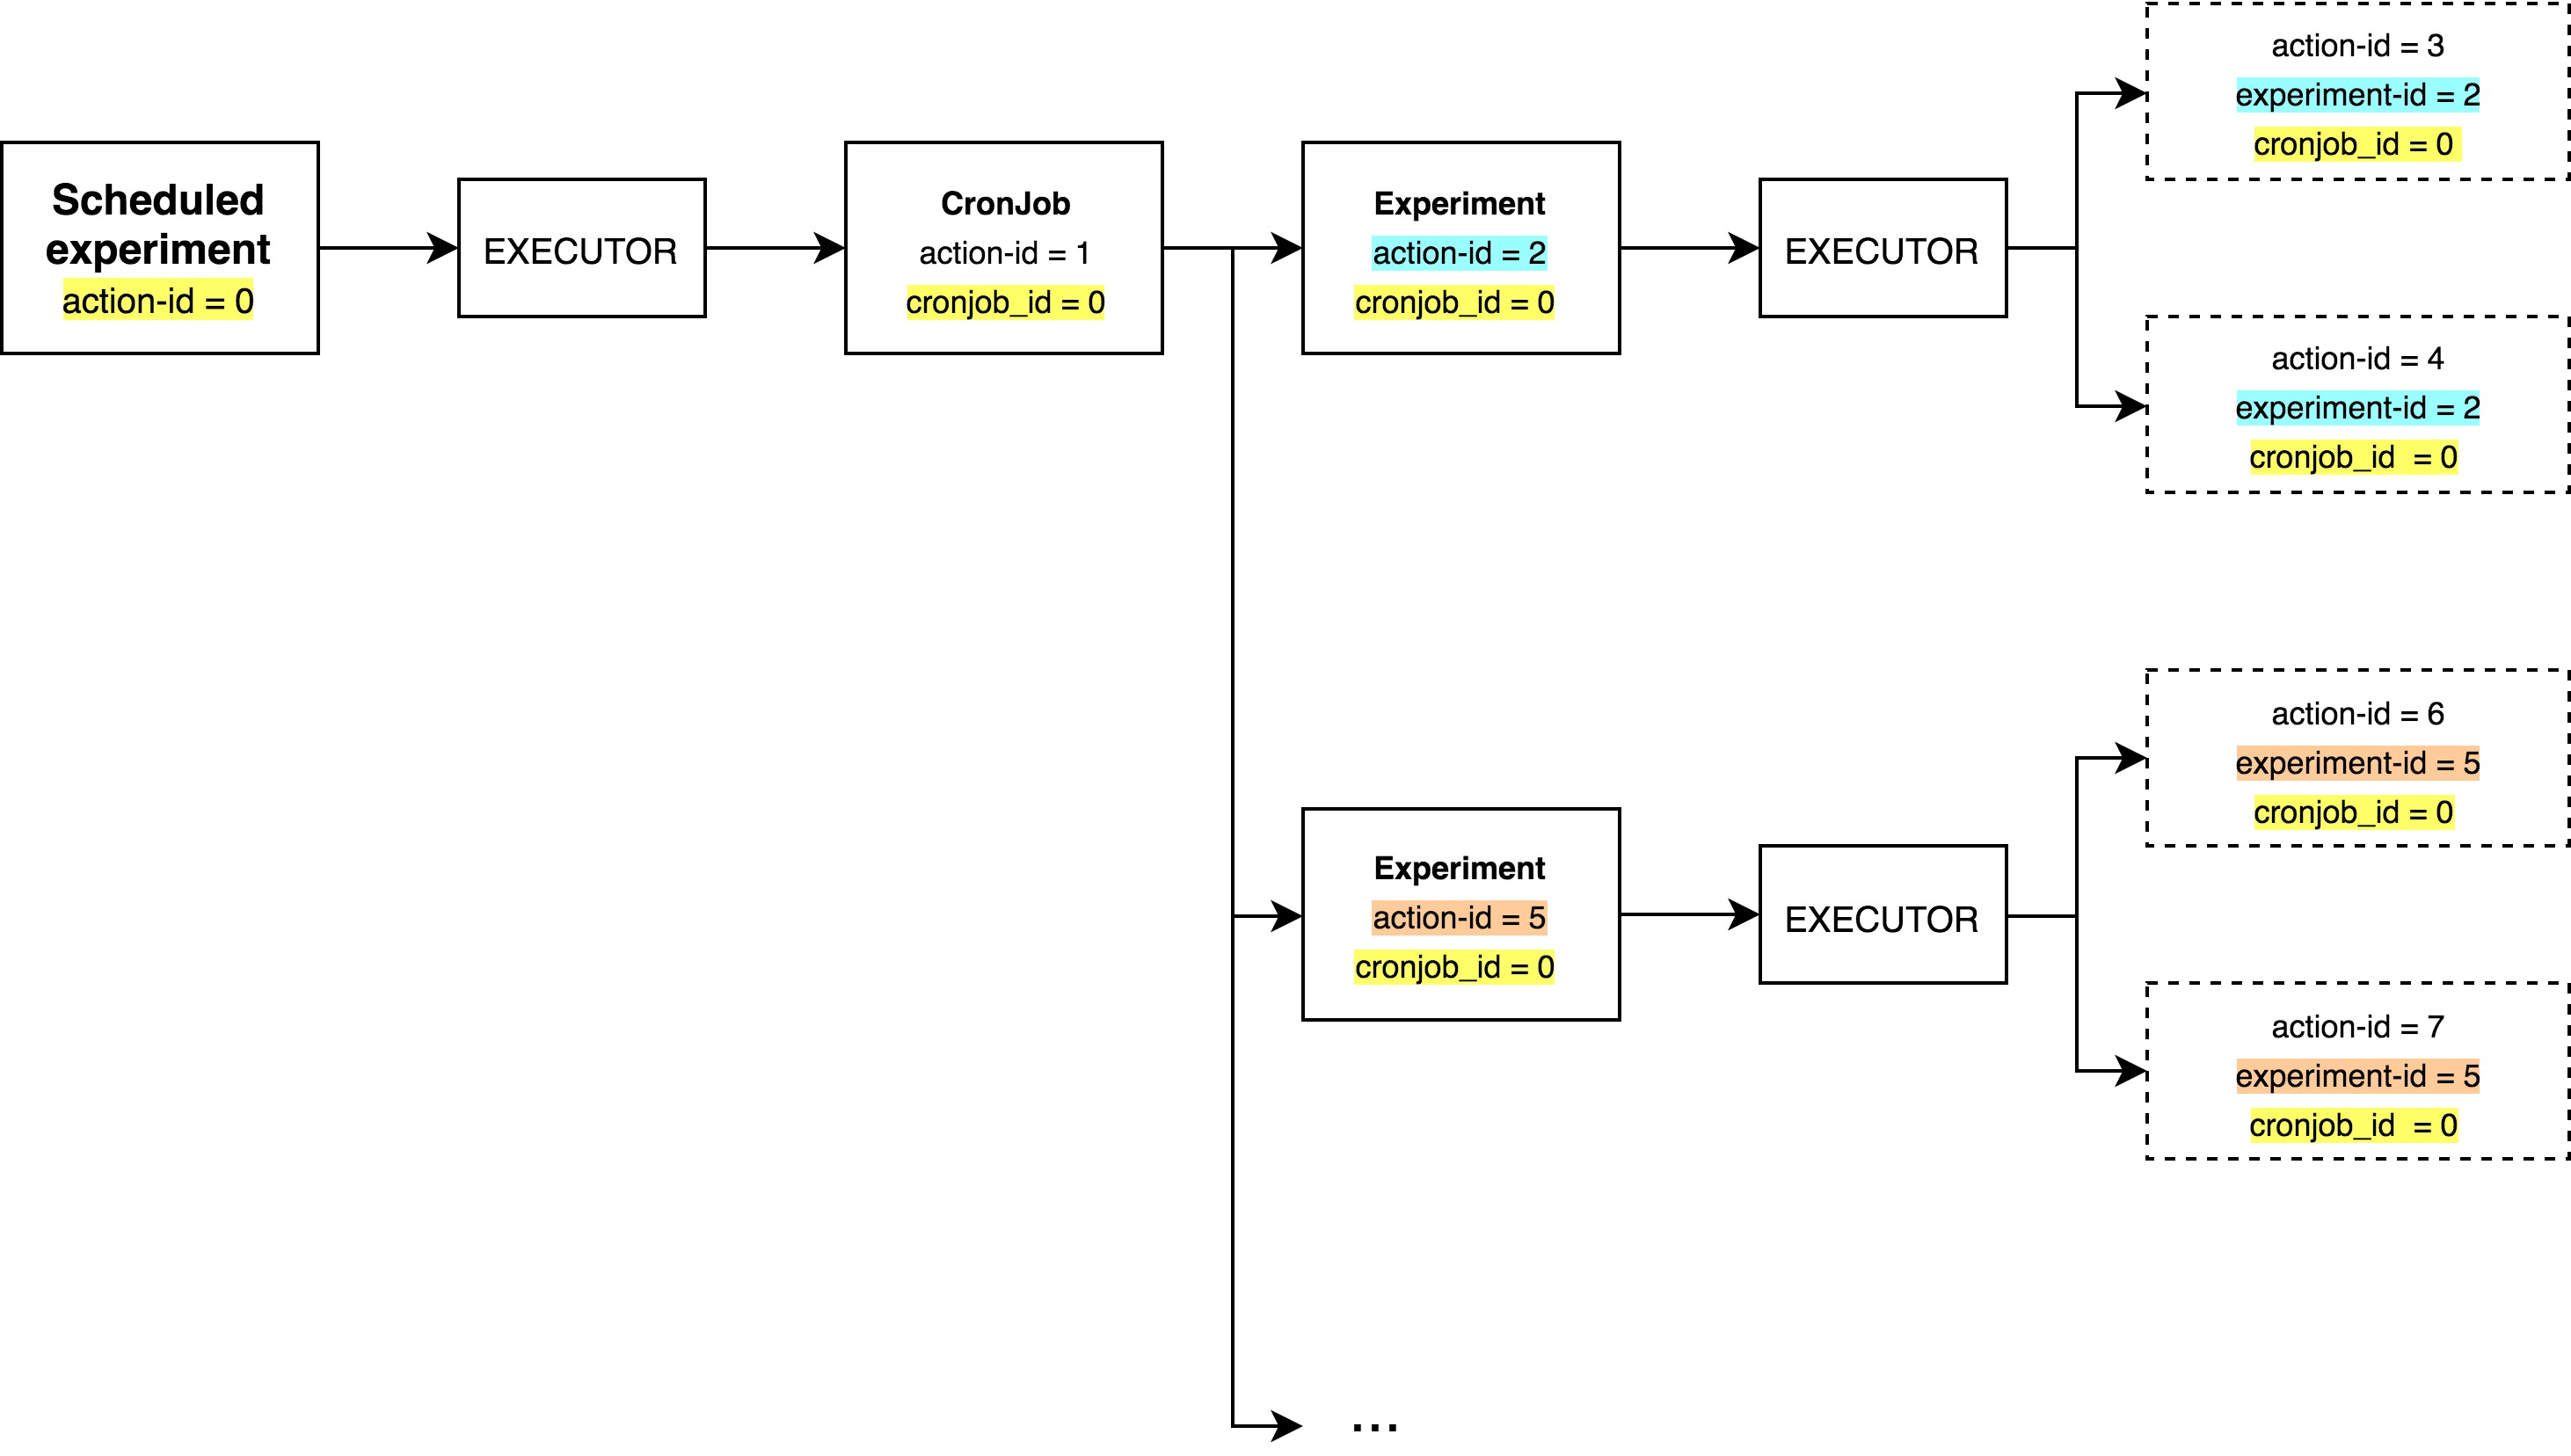 Scheduled
experiment
action-id = 0
EXECUTOR
CronJob
action-id = 1
cronjob_id = 0
Experiment
action-id = 2
cronjob_id = 0
EXECUTOR
action-id = 3
experiment-id = 2
cronjob_id = 0
action-id = 4
experiment-id = 2
cronjob_id  = 0
Experiment
action-id = 5
cronjob_id = 0
EXECUTOR
action-id = 6
experiment-id = 5
cronjob_id = 0
action-id = 7
experiment-id = 5
cronjob_id  = 0
...